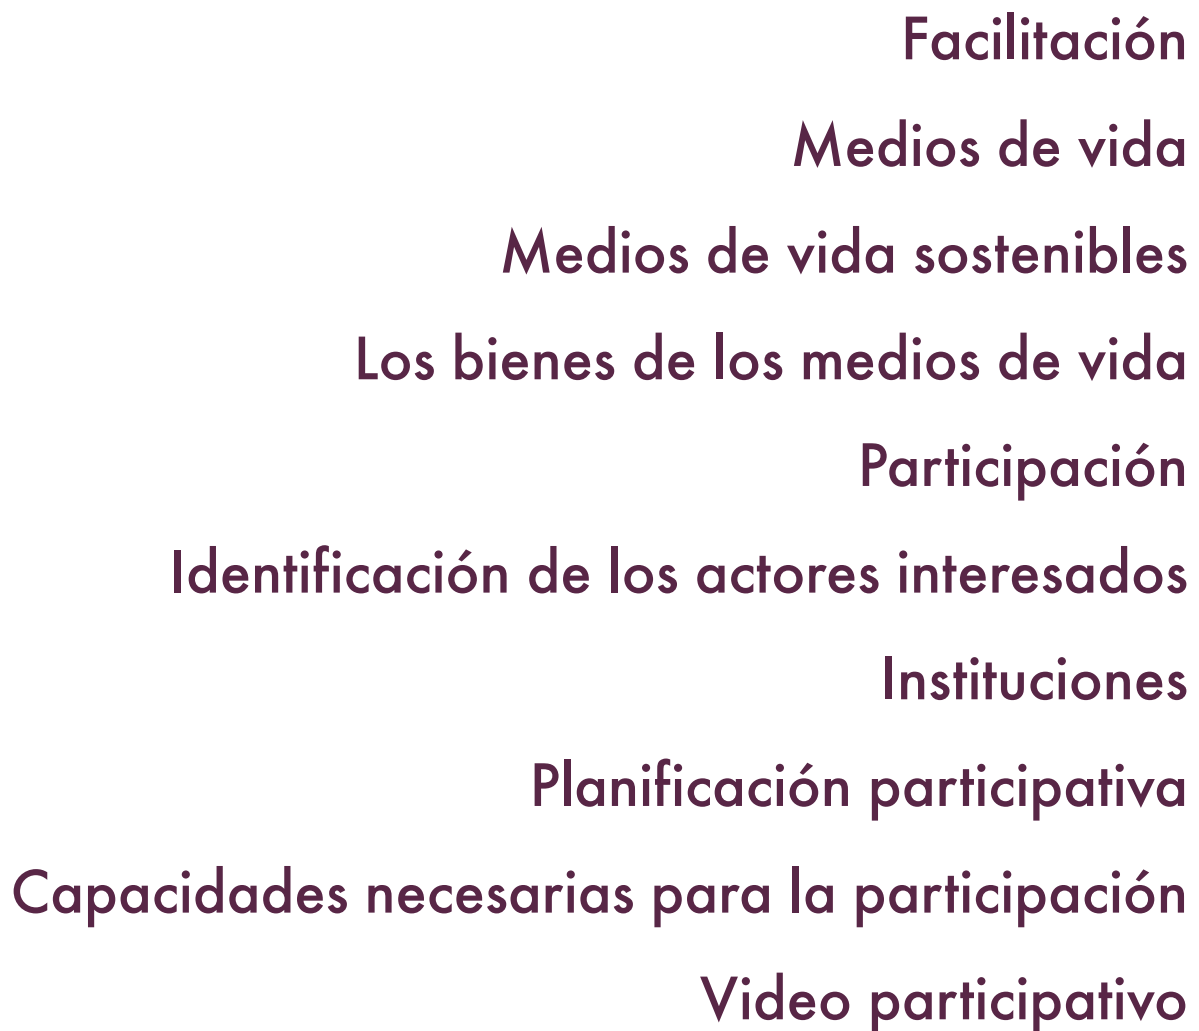 Facilitación
Medios de vida
Medios de vida sostenibles
Los bienes de los medios de vida
Participación
Identificación de los actores interesados
Instituciones
Planificación participativa
Capacidades necesarias para la participación
Video participativo